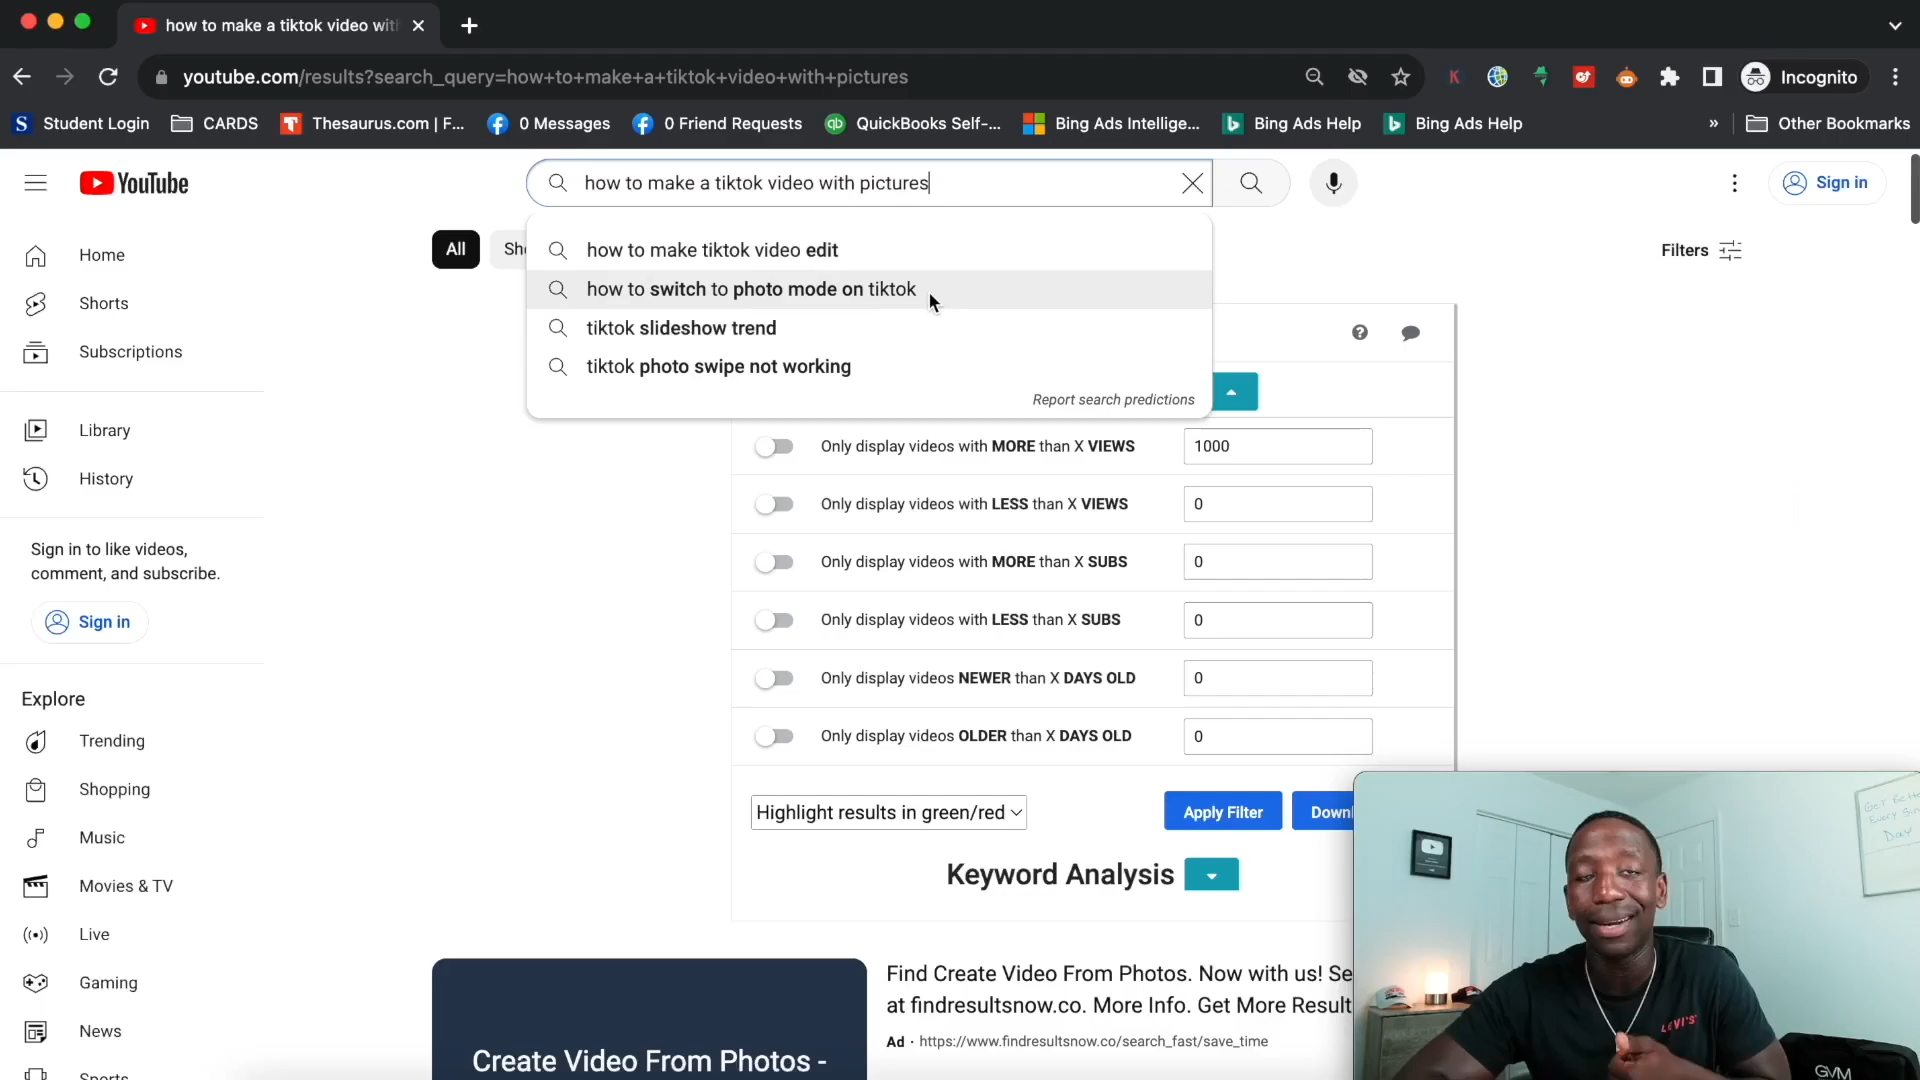 how to make a tiktok video with
youtube.com/results?search_query=how+to+make+a+tiktok+video+with+pictures
Incognito
Student Login
CARDS
Thesaurus.com | F...
0 Messages
0 Friend Requests
QuickBooks Self-...
Bing Ads Intellige...
Bing Ads Help
Bing Ads Help
»
Other Bookmarks
YouTube
how to make a tiktok video with pictures
Sign in
how to make tiktok video edit
how to switch to photo mode on tiktok
tiktok slideshow trend
tiktok photo swipe not working
Report search predictions
All
Filters
Home
Shorts
Subscriptions
Library
History
Sign in to like videos,
comment, and subscribe.
Sign in
Explore
Trending
Shopping
Music
Movies & TV
Live
Gaming
News
Sports
Only display videos with MORE than X VIEWS
1000
Only display videos with LESS than X VIEWS
0
Only display videos with MORE than X SUBS
0
Only display videos with LESS than X SUBS
0
Only display videos NEWER than X DAYS OLD
0
Only display videos OLDER than X DAYS OLD
0
Highlight results in green/red
Apply Filter
Keyword Analysis
Create Video From Photos -
Find Create Video From Photos. Now with us! Se
at findresultsnow.co. More Info. Get More Result
Ad · https://www.findresultsnow.co/search_fast/save_time
Day
LEVI'S
GVM